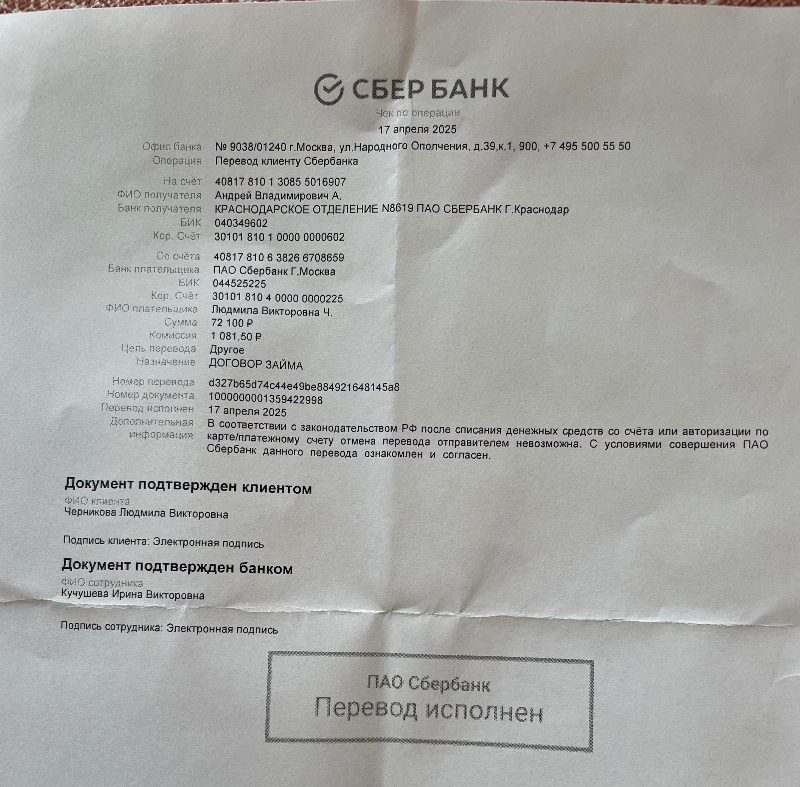 СБЕР БАНК
Чек по операции
17 апреля 2025
Офис банка № 9038/01240 г.Москва, ул.Народного Ополчения, д.39,к.1, 900, +7 495 500 55 50
Операция Перевод клиенту Сбербанка
На счёт 40817 810 1 3085 5016907
ФИО получателя Андрей Владимирович А.
Банк получателя КРАСНОДАРСКОЕ ОТДЕЛЕНИЕ N8619 ПАО СБЕРБАНК Г.Краснодар
БИК 040349602
Кор. Счёт 30101 810 1 0000 0000602
Со счёта 40817 810 6 3826 6708659
Банк плательщика ПАО Сбербанк Г.Москва
БИК 044525225
Кор. Счёт 30101 810 4 0000 0000225
ФИО плательщика Людмила Викторовна Ч.
Сумма 72 100 ₽
Комиссия 1 081,50 ₽
Цель перевода Другое
Назначение ДОГОВОР ЗАЙМА
Номер перевода d327b65d74c44e49be884921648145a8
Номер документа 1000000001359422998
Перевод исполнен 17 апреля 2025
Дополнительная информация В соответствии с законодательством РФ после списания денежных средств со счёта или авторизации по
карте/платежному счету отмена перевода отправителем невозможна. С условиями совершения ПАО
Сбербанк данного перевода ознакомлен и согласен.
Документ подтвержден клиентом
ФИО клиента
Черникова Людмила Викторовна
Подпись клиента: Электронная подпись
Документ подтвержден банком
ФИО сотрудника
Кучушева Ирина Викторовна
Подпись сотрудника: Электронная подпись
ПАО Сбербанк
Перевод исполнен